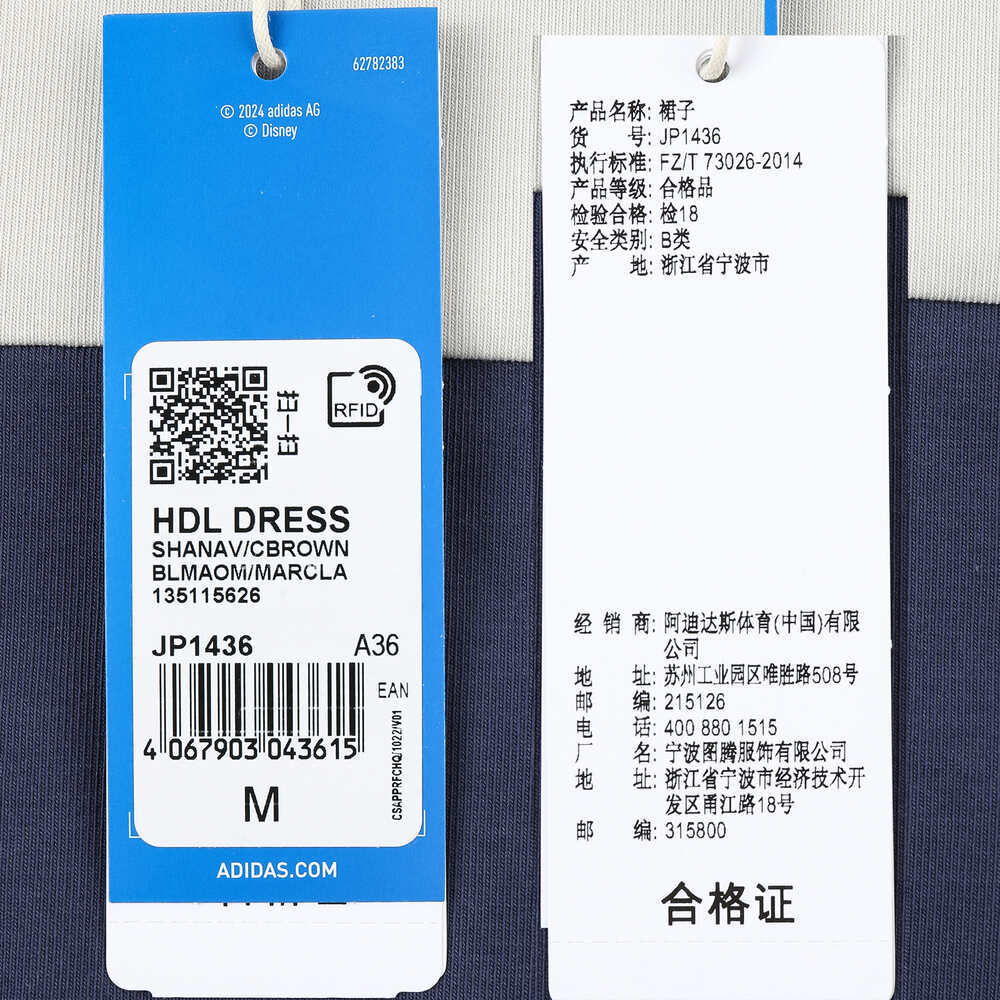 62782383
© 2024 adidas AG
© Disney
RFID
HDL DRESS
SHANAV/CBROWN
BLMAOM/MARCLA
135115626
JP1436 A36
EAN
4 067903 043615
CSAPPRFCHQ/1022/V01
M
ADIDAS.COM
产品名称: 裙子
货 号: JP1436
执行标准: FZ/T 73026-2014
产品等级: 合格品
检验合格: 检18
安全类别: B类
产 地: 浙江省宁波市
经 销 商: 阿迪达斯体育(中国)有限
公司
地 址: 苏州工业园区唯胜路508号
邮 编: 215126
电 话: 400 880 1515
厂 名: 宁波图腾服饰有限公司
地 址: 浙江省宁波市经济技术开
发区甬江路18号
邮 编: 315800
合格证